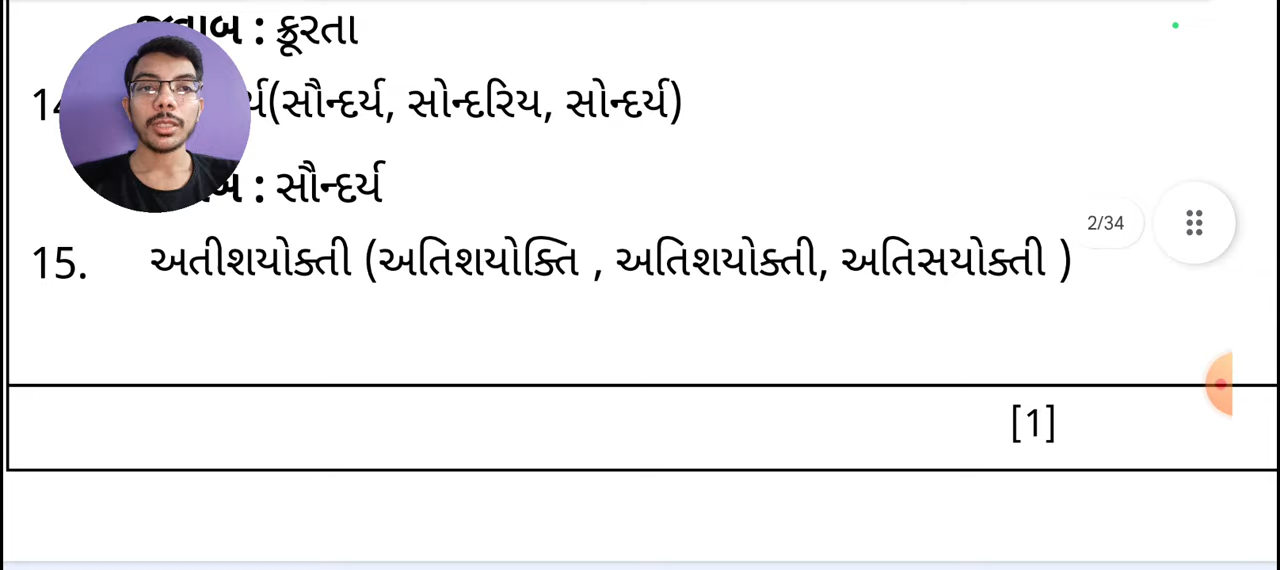 : ક્રૂરતા
(સૌન્દર્ય, સોન્દરિય, સોન્દર્ય)
: સૌન્દર્ય
15. અતીશયોક્તી (અતિશયોક્તિ , અતિશયોક્તી, અતિસયોક્તી )
2/34
[1]